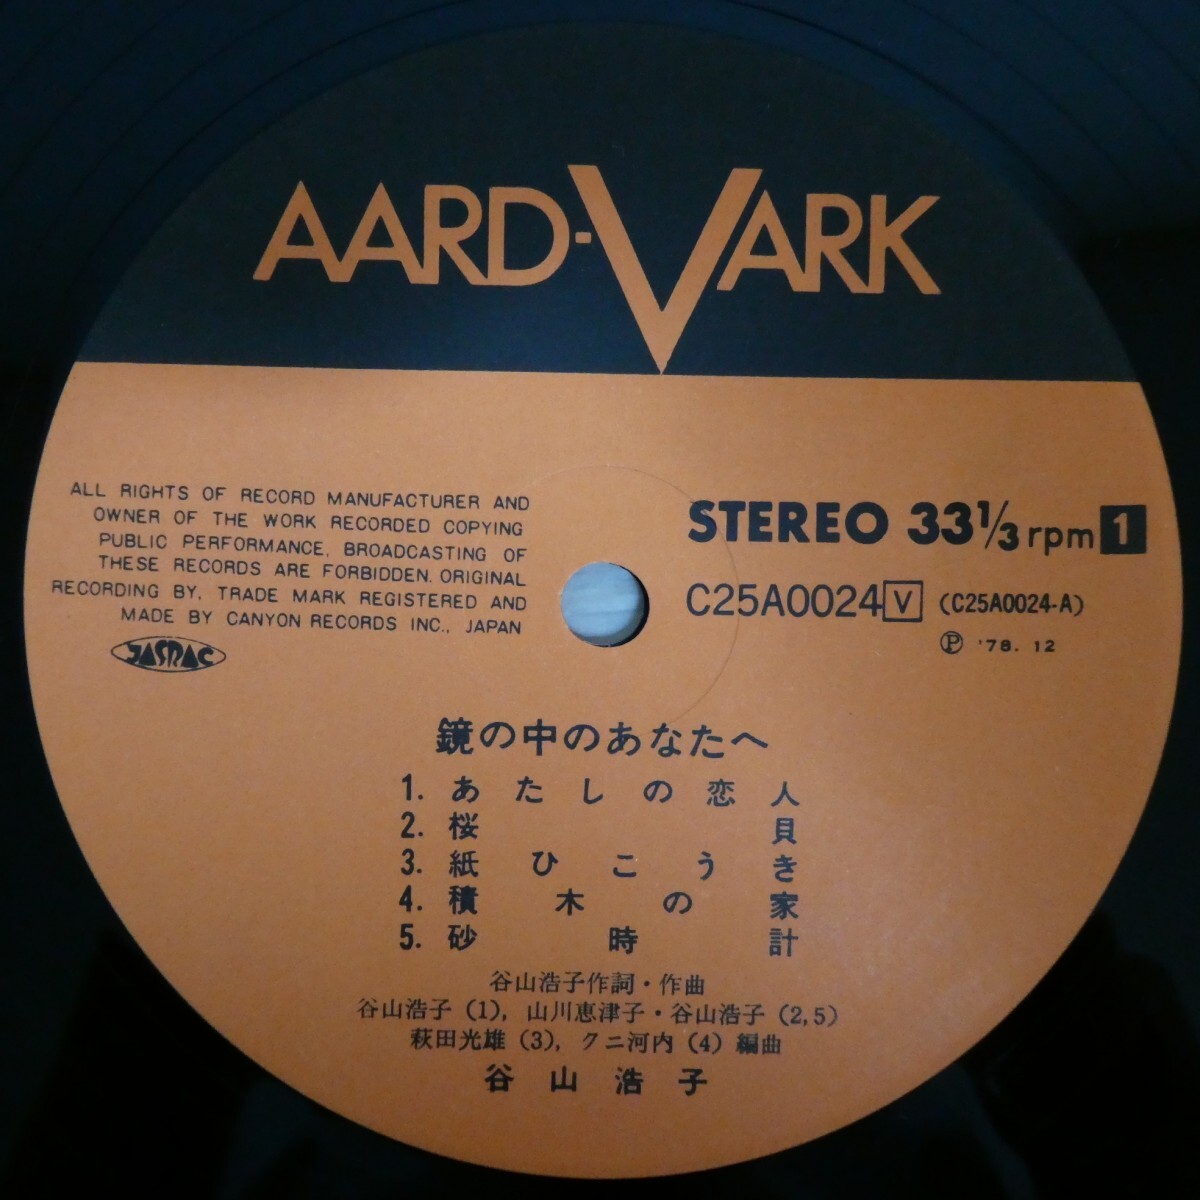 AARD-VARK
ALL RIGHTS OF RECORD MANUFACTURER AND
OWNER OF THE WORK RECORDED COPYING
PUBLIC PERFORMANCE, BROADCASTING OF
THESE RECORDS ARE FORBIDDEN. ORIGINAL
RECORDING BY, TRADE MARK REGISTERED AND
MADE BY CANYON RECORDS INC., JAPAN
JASRAC
STEREO 33⅓ rpm 1
C25A0024 V (C25A0024-A)
Ⓟ '78. 12
鏡の中のあなたへ
1. あたしの恋人
2. 桜貝
3. 紙ひこうき
4. 積木の家
5. 砂時計
谷山浩子作詞・作曲
谷山浩子 (1), 山川恵津子・谷山浩子 (2,5)
萩田光雄 (3), クニ河内 (4) 編曲
谷山浩子